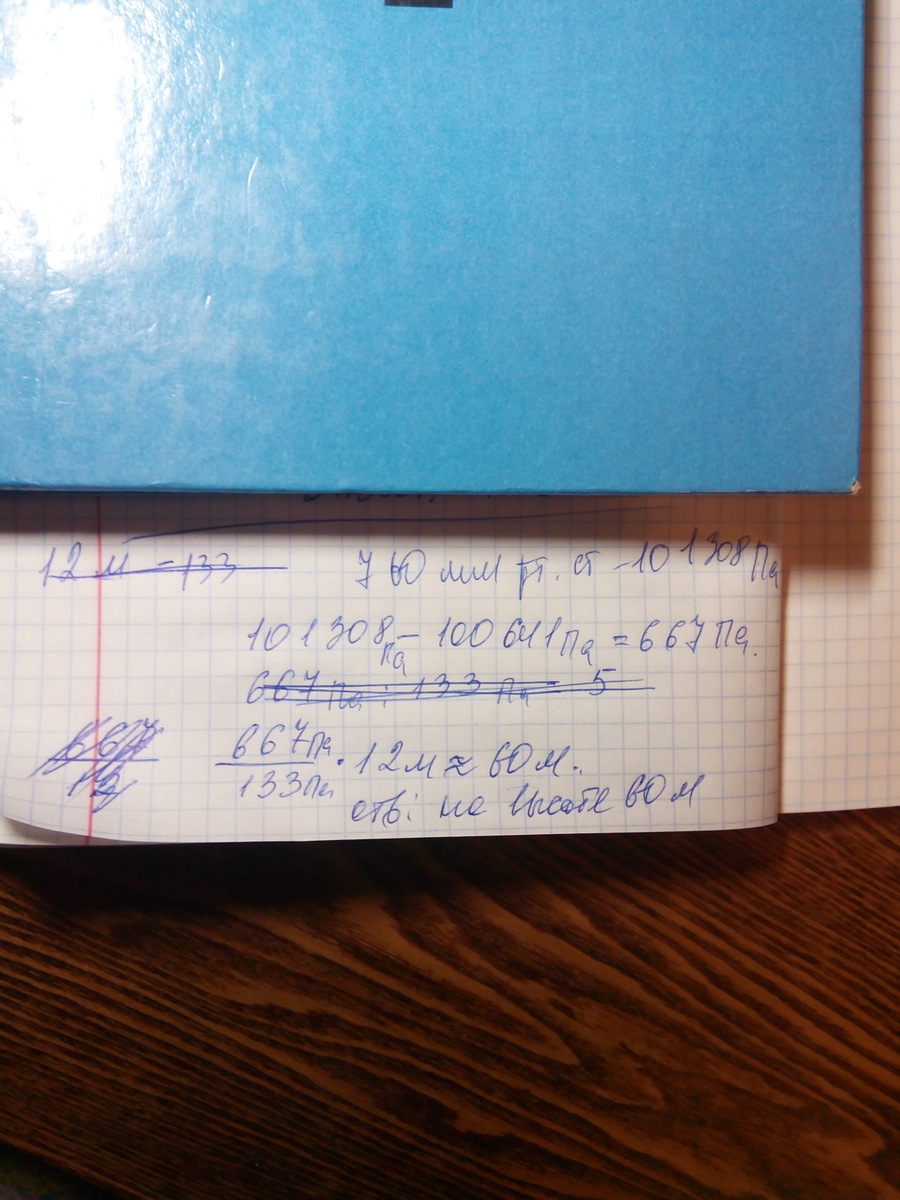 12 м - 133
760 мм рт. ст - 101308 Па
101308 Па - 100641 Па = 667 Па.
667 Па : 133 Па = 5
667
12
667 Па
133 Па
· 12 м ≈ 60 м.
отв: на высоте 60 м